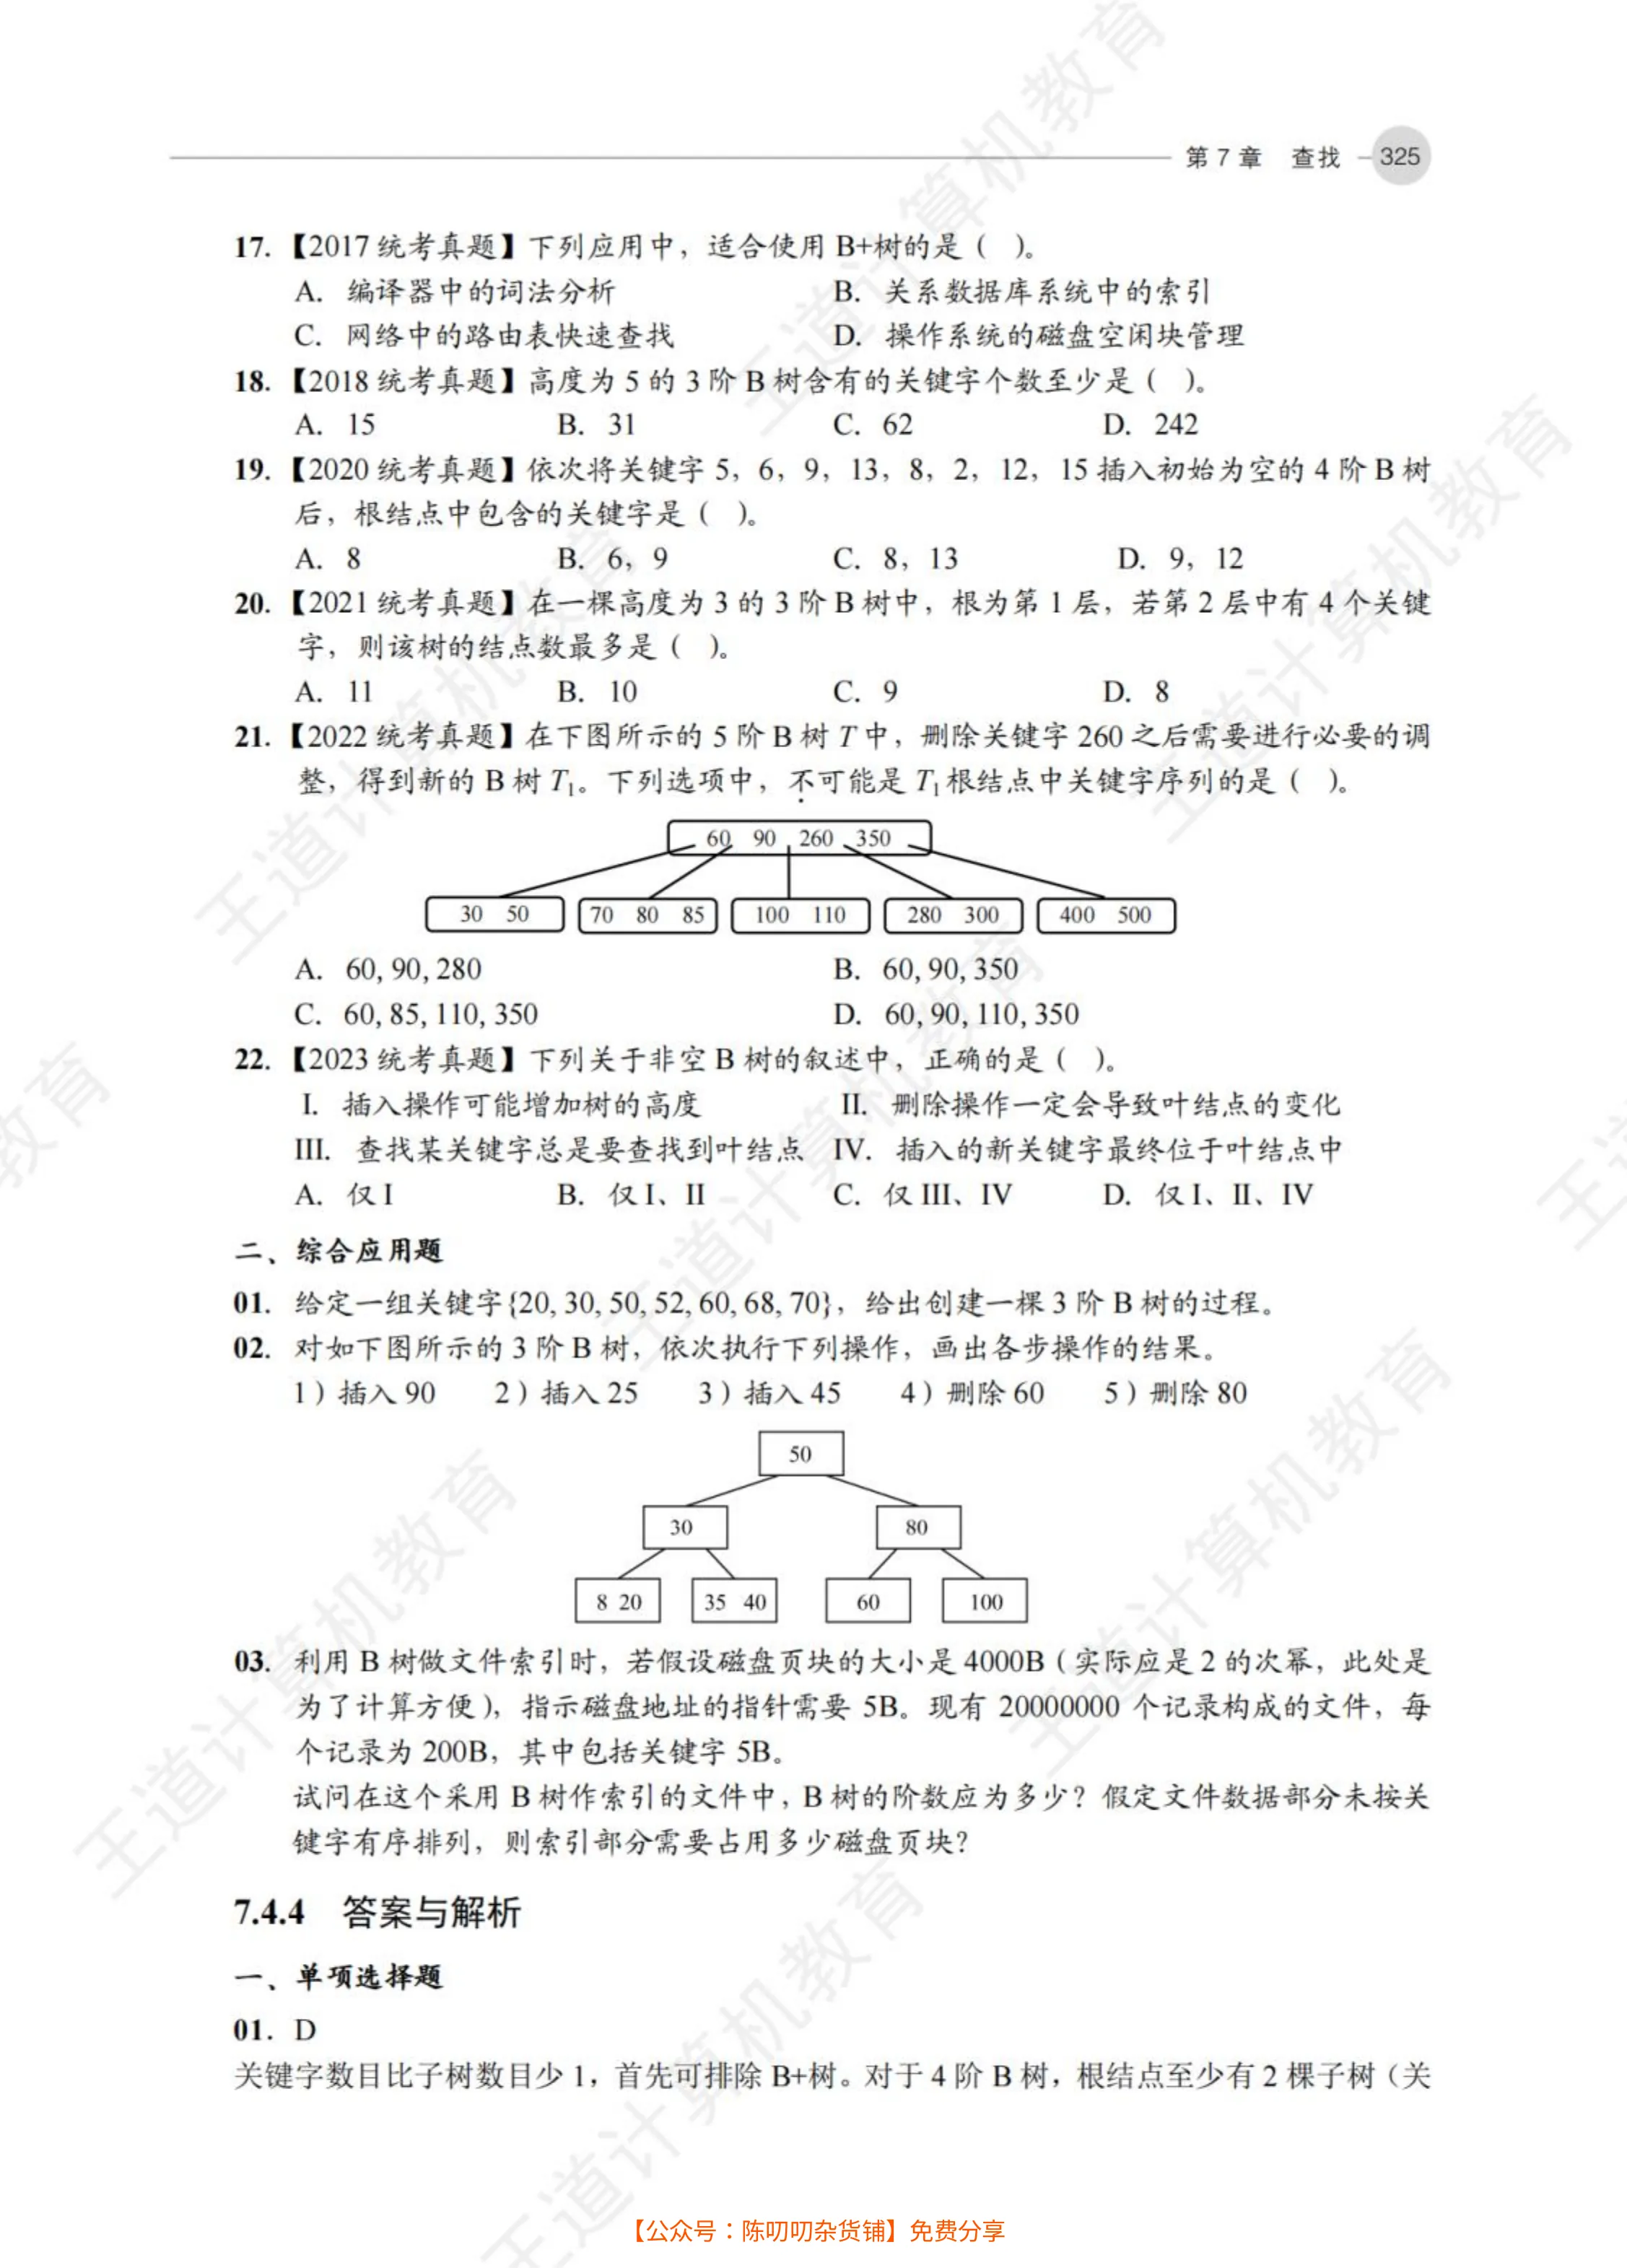 第 7 章 查找 325
17. 【2017 统考真题】下列应用中，适合使用 B+树的是（ ）。
A. 编译器中的词法分析 B. 关系数据库系统中的索引
C. 网络中的路由表快速查找 D. 操作系统的磁盘空闲块管理
18. 【2018 统考真题】高度为 5 的 3 阶 B 树含有的关键字个数至少是（ ）。
A. 15 B. 31 C. 62 D. 242
19. 【2020 统考真题】依次将关键字 5，6，9，13，8，2，12，15 插入初始为空的 4 阶 B 树
后，根结点中包含的关键字是（ ）。
A. 8 B. 6，9 C. 8，13 D. 9，12
20. 【2021 统考真题】在一棵高度为 3 的 3 阶 B 树中，根为第 1 层，若第 2 层中有 4 个关键
字，则该树的结点数最多是（ ）。
A. 11 B. 10 C. 9 D. 8
21. 【2022 统考真题】在下图所示的 5 阶 B 树 T 中，删除关键字 260 之后需要进行必要的调
整，得到新的 B 树 T₁。下列选项中，不可能是 T₁ 根结点中关键字序列的是（ ）。
60 90 260 350
30 50 70 80 85 100 110 280 300 400 500
A. 60, 90, 280 B. 60, 90, 350
C. 60, 85, 110, 350 D. 60, 90, 110, 350
22. 【2023 统考真题】下列关于非空 B 树的叙述中，正确的是（ ）。
I. 插入操作可能增加树的高度 II. 删除操作一定会导致叶结点的变化
III. 查找某关键字总是要查找到叶结点 IV. 插入的新关键字最终位于叶结点中
A. 仅 I B. 仅 I、II C. 仅 III、IV D. 仅 I、II、IV
二、综合应用题
01. 给定一组关键字{20, 30, 50, 52, 60, 68, 70}，给出创建一棵 3 阶 B 树的过程。
02. 对如下图所示的 3 阶 B 树，依次执行下列操作，画出各步操作的结果。
1）插入 90 2）插入 25 3）插入 45 4）删除 60 5）删除 80
50
30 80
8 20 35 40 60 100
03. 利用 B 树做文件索引时，若假设磁盘页块的大小是 4000B（实际应是 2 的次幂，此处是
为了计算方便），指示磁盘地址的指针需要 5B。现有 20000000 个记录构成的文件，每
个记录为 200B，其中包括关键字 5B。
试问在这个采用 B 树作索引的文件中，B 树的阶数应为多少？假定文件数据部分未按关
键字有序排列，则索引部分需要占用多少磁盘页块？
7.4.4 答案与解析
一、单项选择题
01. D
关键字数目比子树数目少 1，首先可排除 B+树。对于 4 阶 B 树，根结点至少有 2 棵子树（关
【公众号：陈叨叨杂货铺】免费分享
王道计算机教育